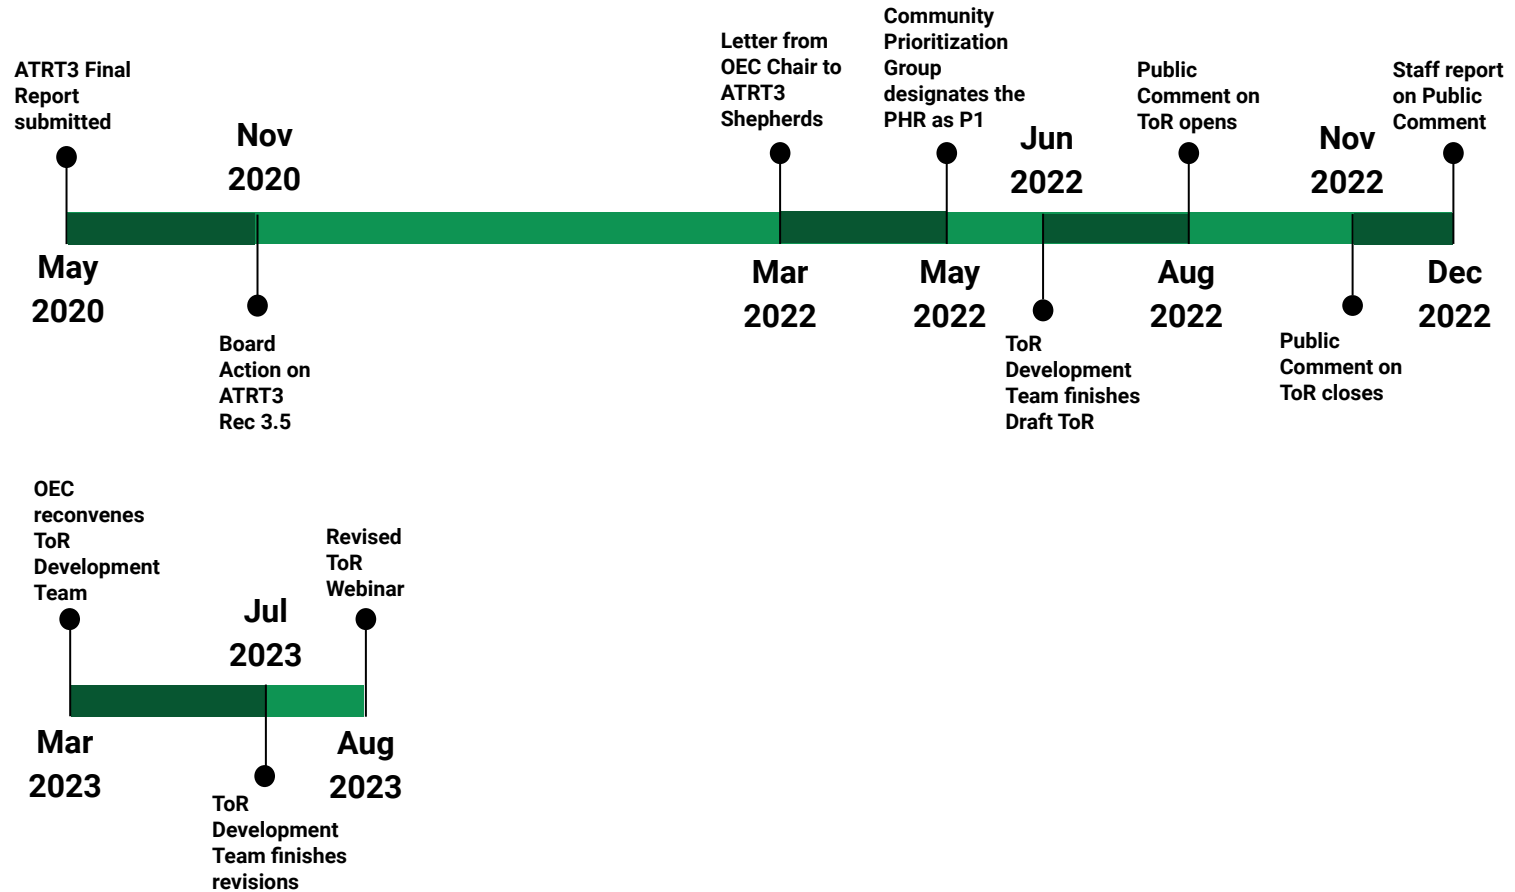 ATRT3 Final
Report
submitted
May
2020
Nov
2020
Board
Action on
ATRT3
Rec 3.5
Letter from
OEC Chair to
ATRT3
Shepherds
Mar
2022
Community
Prioritization
Group
designates the
PHR as P1
May
2022
Jun
2022
ToR
Development
Team finishes
Draft ToR
Public
Comment on
ToR opens
Aug
2022
Nov
2022
Public
Comment on
ToR closes
Staff report
on Public
Comment
Dec
2022
OEC
reconvenes
ToR
Development
Team
Mar
2023
Jul
2023
ToR
Development
Team finishes
revisions
Revised
ToR
Webinar
Aug
2023